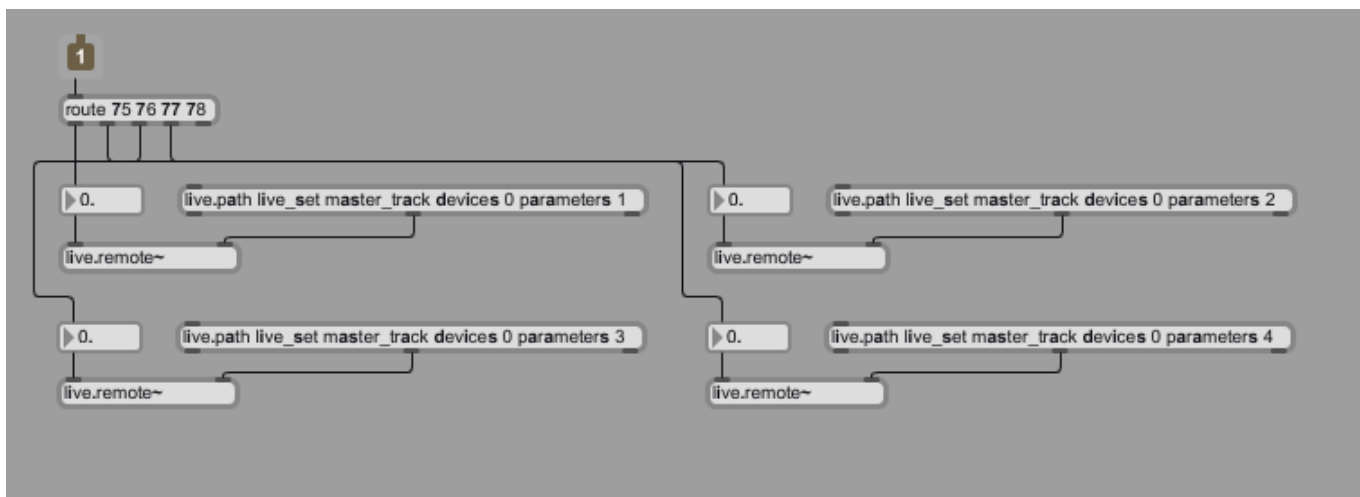 1
route 75 76 77 78
0.
live.path live_set master_track devices 0 parameters 1
0.
live.path live_set master_track devices 0 parameters 2
live.remote~
live.remote~
0.
live.path live_set master_track devices 0 parameters 3
0.
live.path live_set master_track devices 0 parameters 4
live.remote~
live.remote~